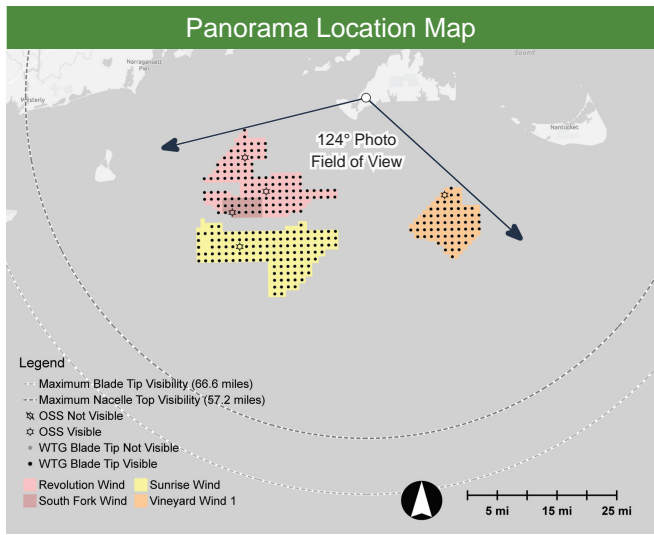 Panorama Location Map
Sound
Narragansett
Pier
Westerly
Nantucket
124° Photo
Field of View
Legend
Maximum Blade Tip Visibility (66.6 miles)
Maximum Nacelle Top Visibility (57.2 miles)
OSS Not Visible
OSS Visible
WTG Blade Tip Not Visible
WTG Blade Tip Visible
Revolution Wind
Sunrise Wind
South Fork Wind
Vineyard Wind 1
5 mi
15 mi
25 mi